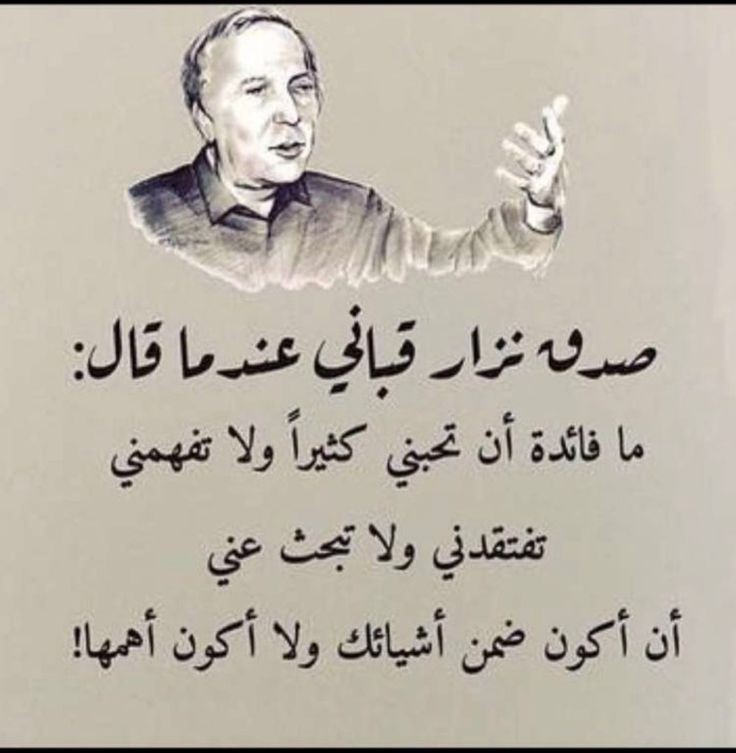 صدق نزار قباني عندما قال:
ما فائدة أن تحبني كثيراً ولا تفهمني
تفتقدني ولا تبحث عني
أن أكون ضمن أشيائك ولا أكون أهمها!